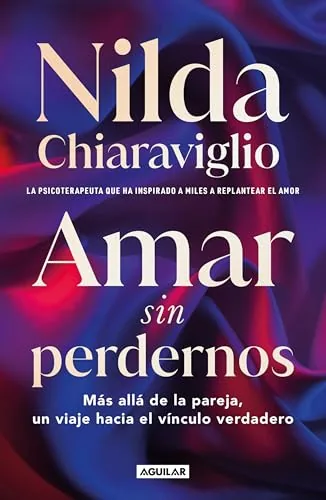 Nilda
Chiaraviglio
LA PSICOTERAPEUTA QUE HA INSPIRADO A MILES A REPLANTEAR EL AMOR
Amar
sin
perdernos
Más allá de la pareja,
un viaje hacia el vínculo verdadero
AGUILAR